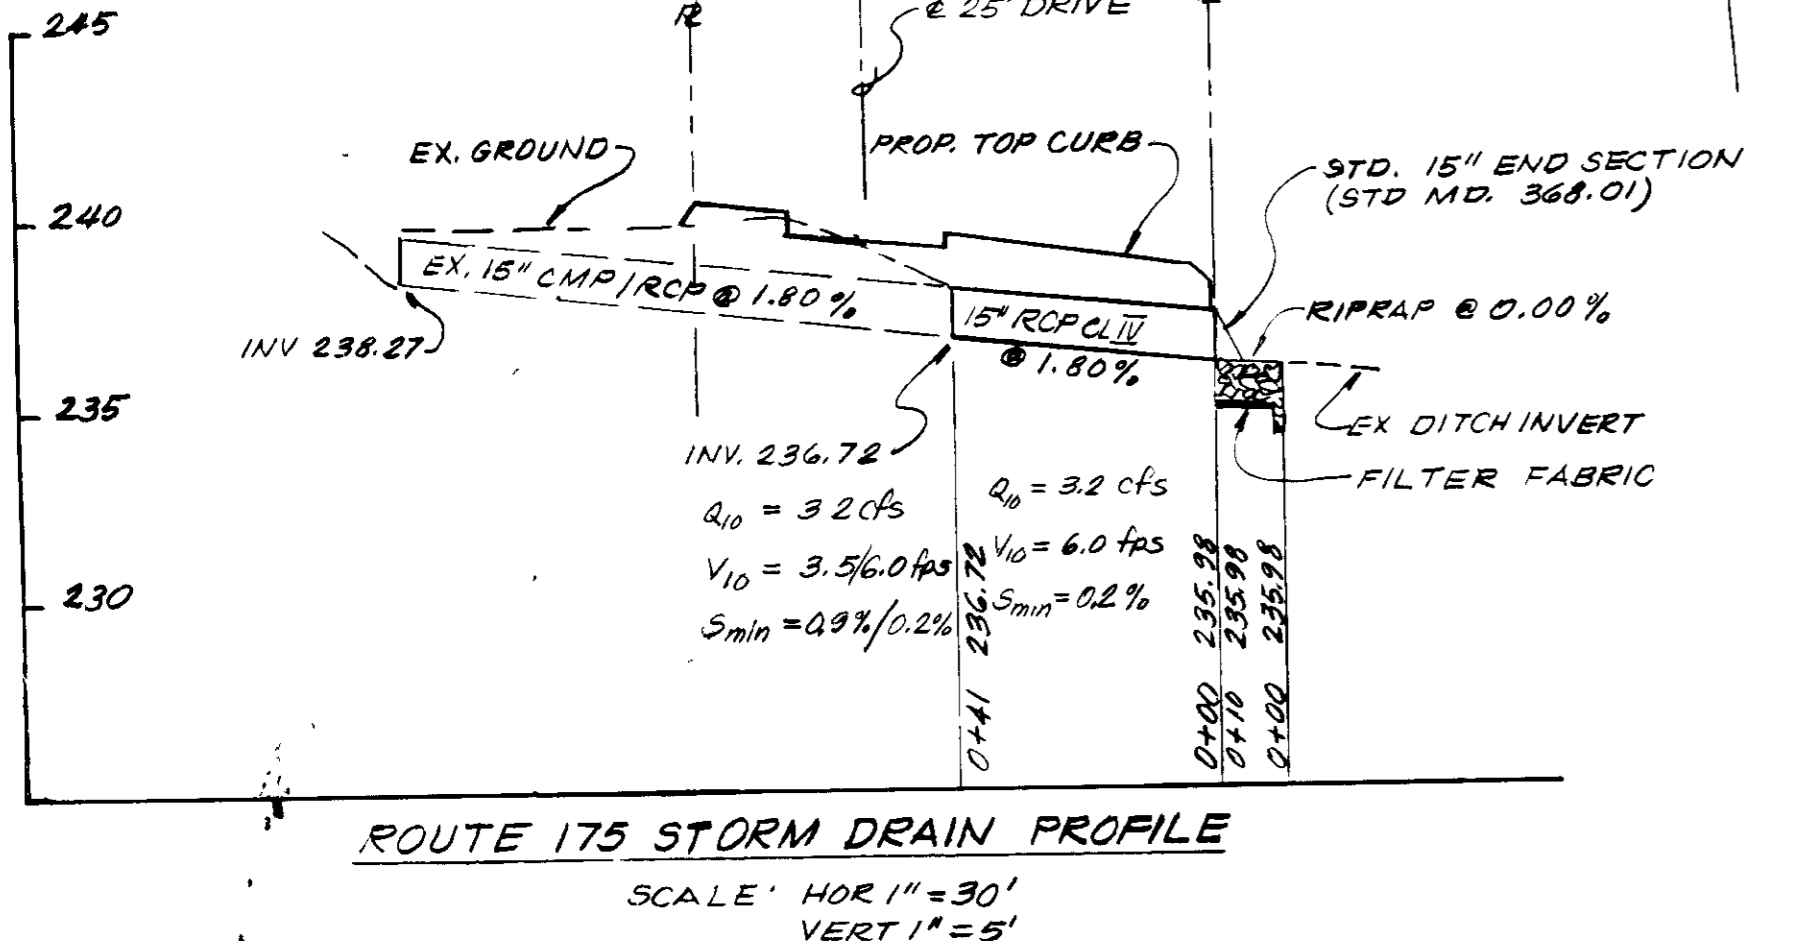 245
℄ 25' DRIVE
EX. GROUND
PROP. TOP CURB
STD. 15" END SECTION
(STD MD. 368.01)
240
EX. 15" CMP/RCP @ 1.80%
15" RCP CL IV
@ 1.80%
RIPRAP @ 0.00%
INV 238.27
235
EX DITCH INVERT
INV. 236.72
FILTER FABRIC
Q10 = 3.2 cfs
V10 = 6.0 fps
Smin = 0.2%
Q10 = 3 2 cfs
V10 = 3.5/6.0 fps
Smin = 0.9%/0.2%
230
0+41 236.72
0+00 235.98
0+10 235.98
0+00 235.98
ROUTE 175 STORM DRAIN PROFILE
SCALE: HOR 1" = 30'
VERT 1" = 5'